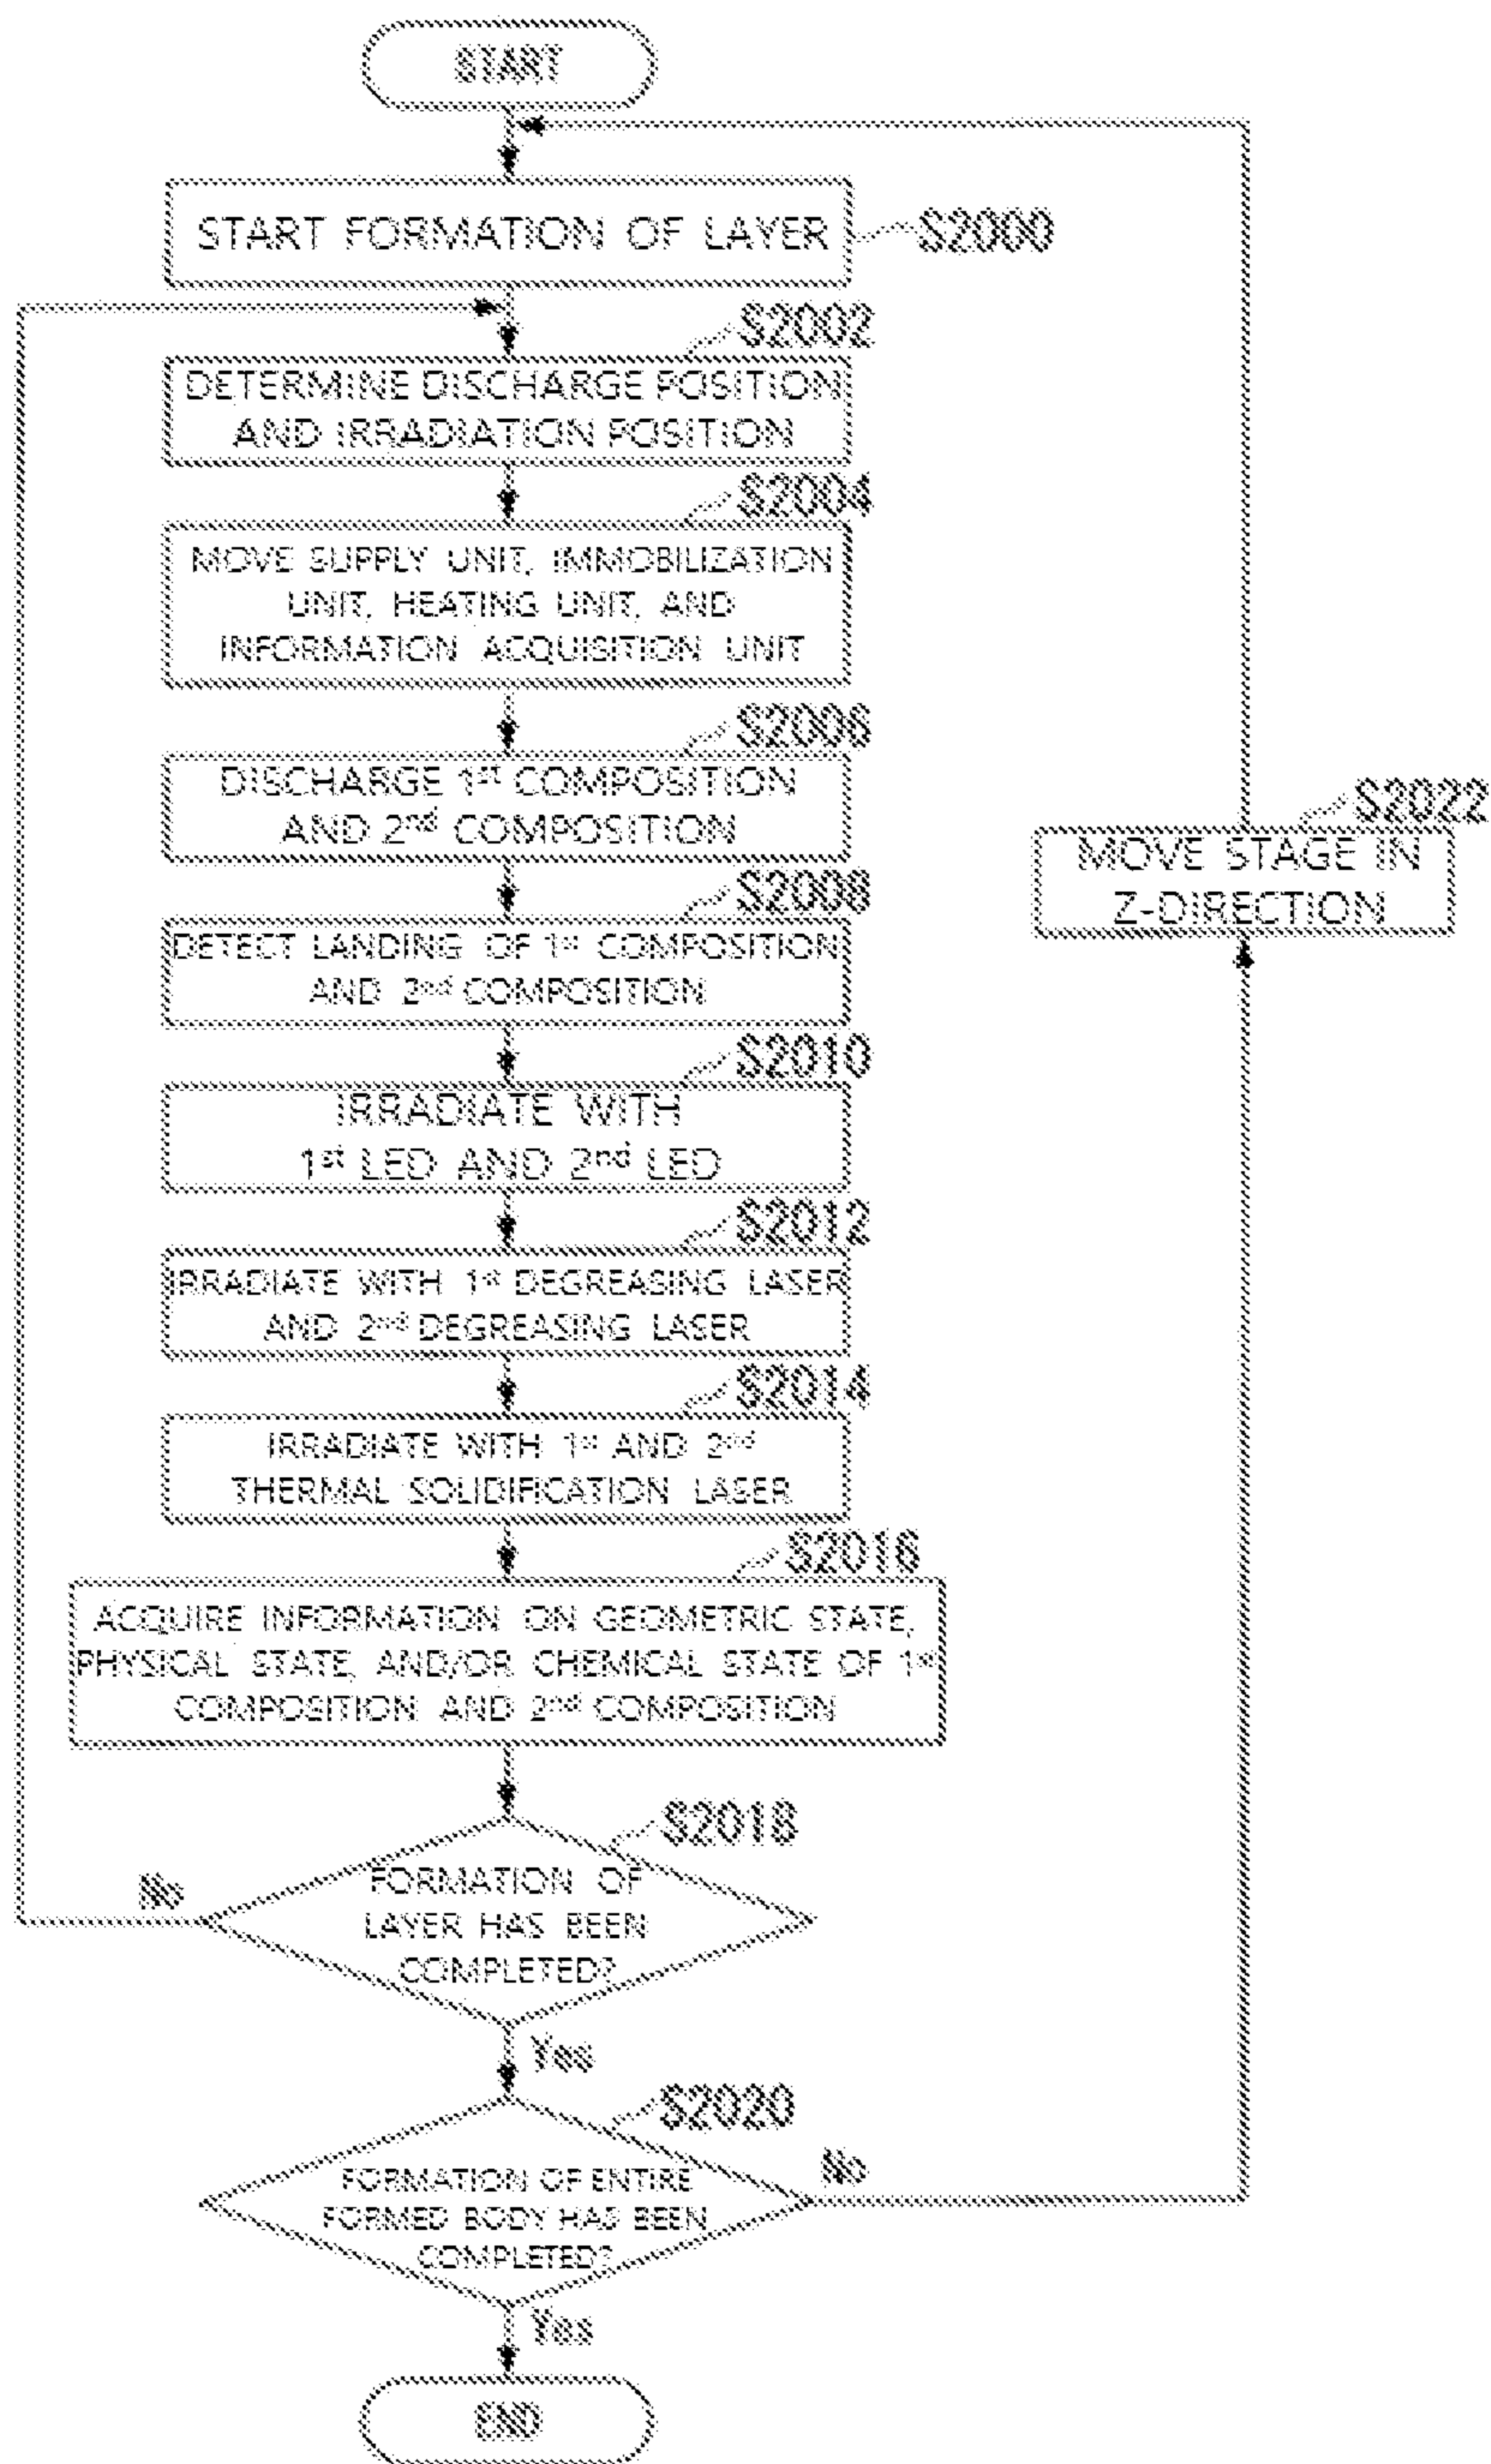 START
START FORMATION OF LAYER
S2000
S2002
DETERMINE DISCHARGE POSITION
AND IRRADIATION POSITION
S2004
MOVE SUPPLY UNIT, IMMOBILIZATION
UNIT, HEATING UNIT, AND
INFORMATION ACQUISITION UNIT
S2006
DISCHARGE 1st COMPOSITION
AND 2nd COMPOSITION
S2022
MOVE STAGE IN
Z-DIRECTION
S2008
DETECT LANDING OF 1st COMPOSITION
AND 2nd COMPOSITION
S2010
IRRADIATE WITH
1st LED AND 2nd LED
S2012
IRRADIATE WITH 1st DEGREASING LASER
AND 2nd DEGREASING LASER
S2014
IRRADIATE WITH 1st AND 2nd
THERMAL SOLIDIFICATION LASER
S2016
ACQUIRE INFORMATION ON GEOMETRIC STATE,
PHYSICAL STATE, AND/OR CHEMICAL STATE OF 1st
COMPOSITION AND 2nd COMPOSITION
S2018
No
FORMATION OF
LAYER HAS BEEN
COMPLETED?
Yes
S2020
No
FORMATION OF ENTIRE
FORMED BODY HAS BEEN
COMPLETED?
Yes
END